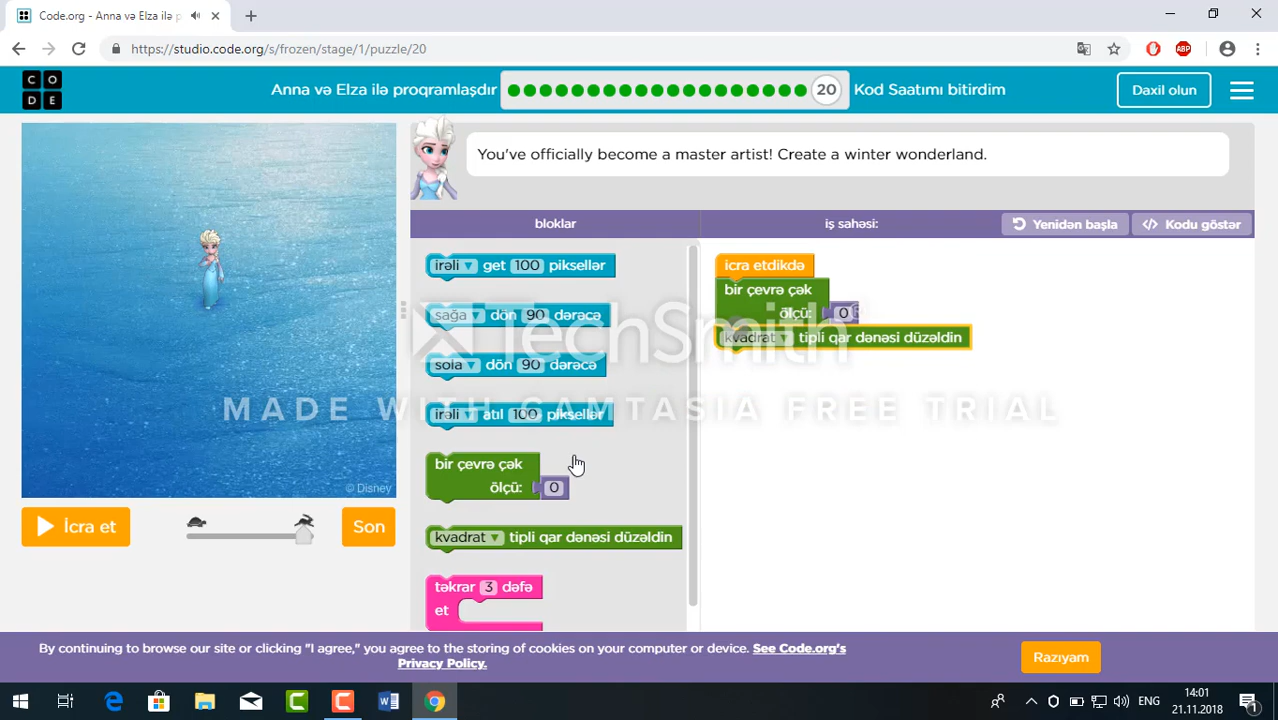 Code.org - Anna və Elza ilə p
https://studio.code.org/s/frozen/stage/1/puzzle/20
ABP
C O
D E
Anna və Elza ilə proqramlaşdır
20
Kod Saatımı bitirdim
Daxil olun
You've officially become a master artist! Create a winter wonderland.
bloklar
iş sahəsi:
Yenidən başla
Kodu göstər
irəli get 100 piksellər
sağa dön 90 dərəcə
sola dön 90 dərəcə
irəli atıl 100 piksellər
bir çevrə çək
ölçü: 0
kvadrat tipli qar dənəsi düzəldin
təkrar 3 dəfə
et
icra etdikdə
bir çevrə çək
ölçü: 0
kvadrat tipli qar dənəsi düzəldin
TechSmith
MADE WITH CAMTASIA FREE TRIAL
© Disney
İcra et
Son
By continuing to browse our site or clicking "I agree," you agree to the storing of cookies on your computer or device. See Code.org's
Privacy Policy.
Razıyam
ENG
14:01
21.11.2018
1